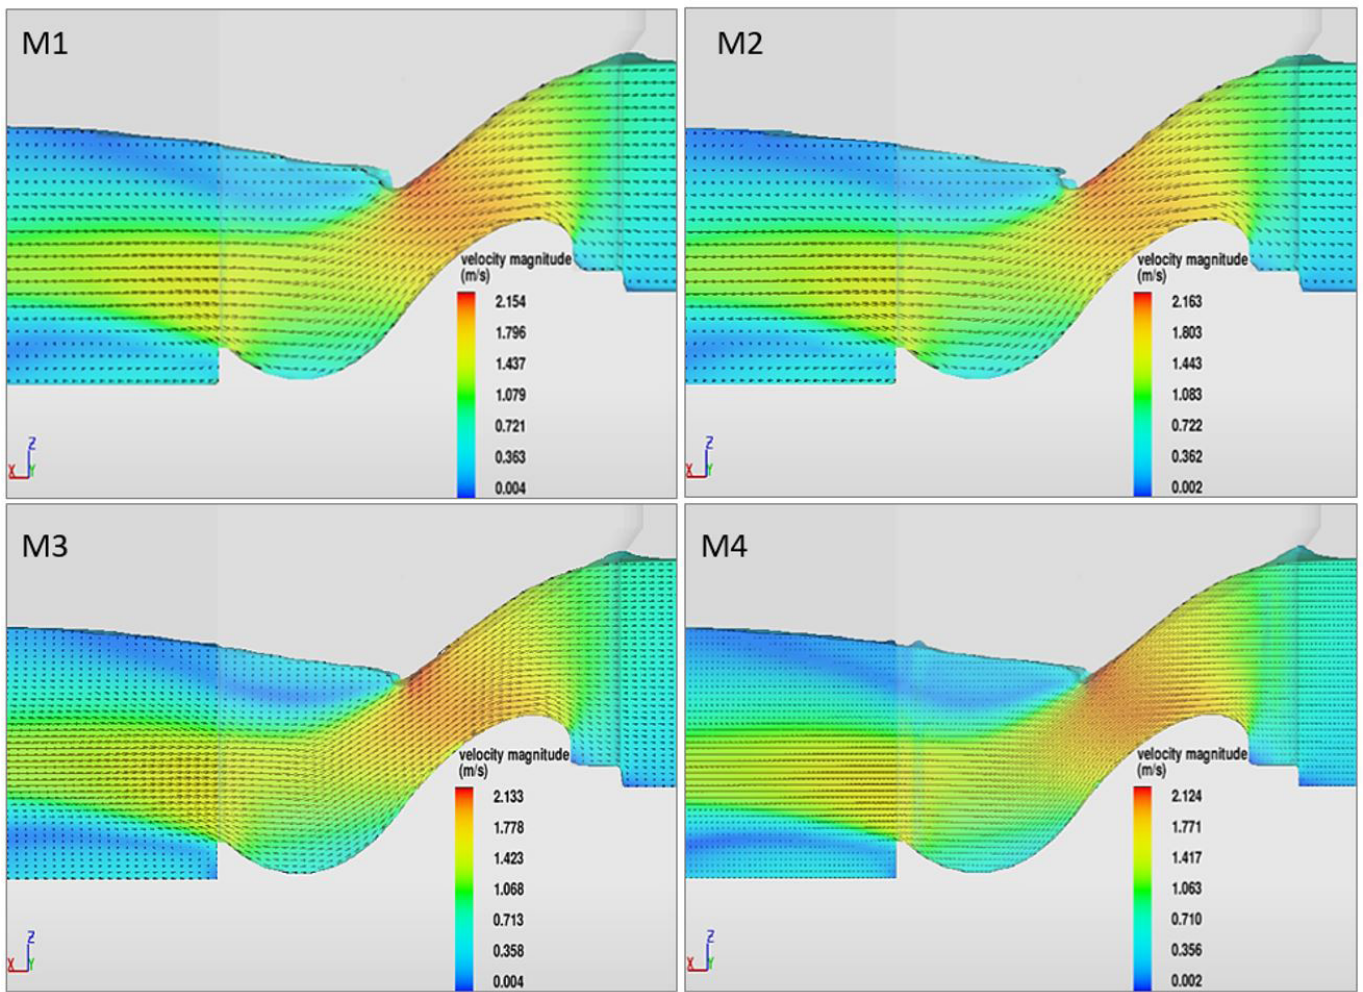 M1
velocity magnitude
(m/s)
2.154
1.796
1.437
1.079
0.721
0.363
0.004
Z
X Y
M2
velocity magnitude
(m/s)
2.163
1.803
1.443
1.083
0.722
0.362
0.002
Z
X Y
M3
velocity magnitude
(m/s)
2.133
1.778
1.423
1.068
0.713
0.358
0.004
Z
X Y
M4
velocity magnitude
(m/s)
2.124
1.771
1.417
1.063
0.710
0.356
0.002
Z
X Y